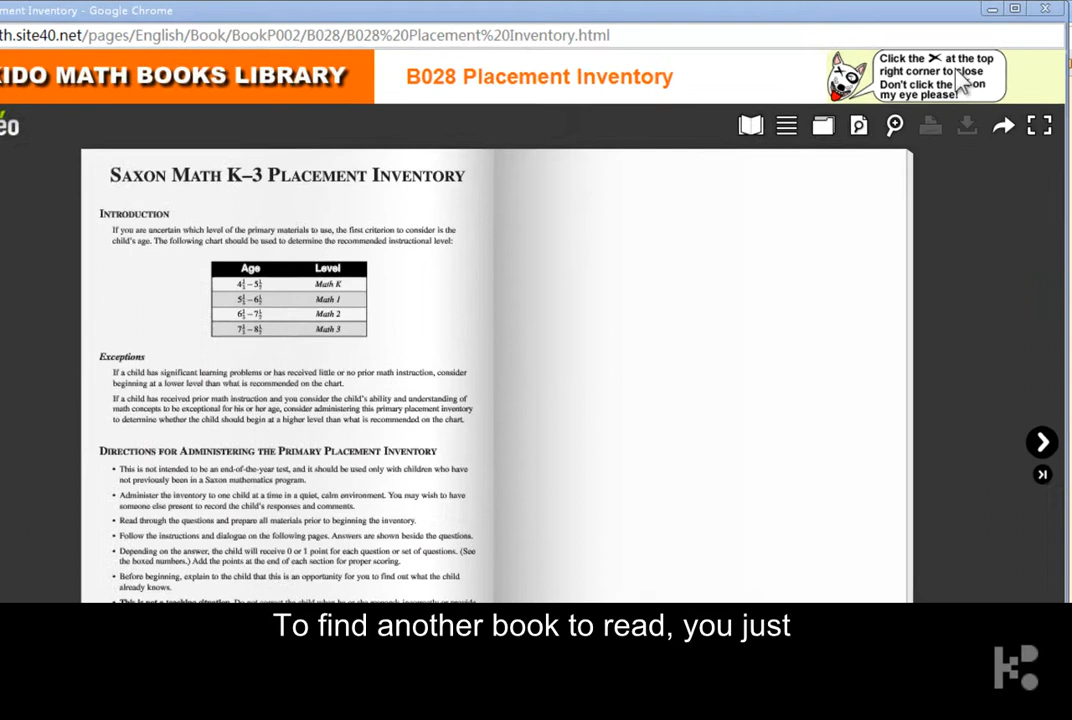 ment Inventory - Google Chrome
th.site40.net/pages/English/Book/BookP002/B028/B028%20Placement%20Inventory.html
KIDO MATH BOOKS LIBRARY
B028 Placement Inventory
Click the ✕ at the top
right corner to close
Don't click the on
my eye please!
eo
SAXON MATH K–3 PLACEMENT INVENTORY
INTRODUCTION
If you are uncertain which level of the primary materials to use, the first criterion to consider is the
child's age. The following chart should be used to determine the recommended instructional level:
Age Level
Math K
Math 1
Math 2
Math 3
Exceptions
If a child has significant learning problems or has received little or no prior math instruction, consider
beginning at a lower level than what is recommended on the chart.
If a child has received prior math instruction and you consider the child's ability and understanding of
math concepts to be exceptional for his or her age, consider administering this primary placement inventory
to determine whether the child should begin at a higher level than what is recommended on the chart.
DIRECTIONS FOR ADMINISTERING THE PRIMARY PLACEMENT INVENTORY
• This is not intended to be an end-of-the-year test, and it should be used only with children who have
not previously been in a Saxon mathematics program.
• Administer the inventory to one child at a time in a quiet, calm environment. You may wish to have
someone else present to record the child's responses and comments.
• Read through the questions and prepare all materials prior to beginning the inventory.
• Follow the instructions and dialogue on the following pages. Answers are shown beside the questions.
• Depending on the answer, the child will receive 0 or 1 point for each question or set of questions. (See
the boxed numbers.) Add the points at the end of each section for proper scoring.
• Before beginning, explain to the child that this is an opportunity for you to find out what the child
already knows.
• This is not a teaching situation.
To find another book to read, you just